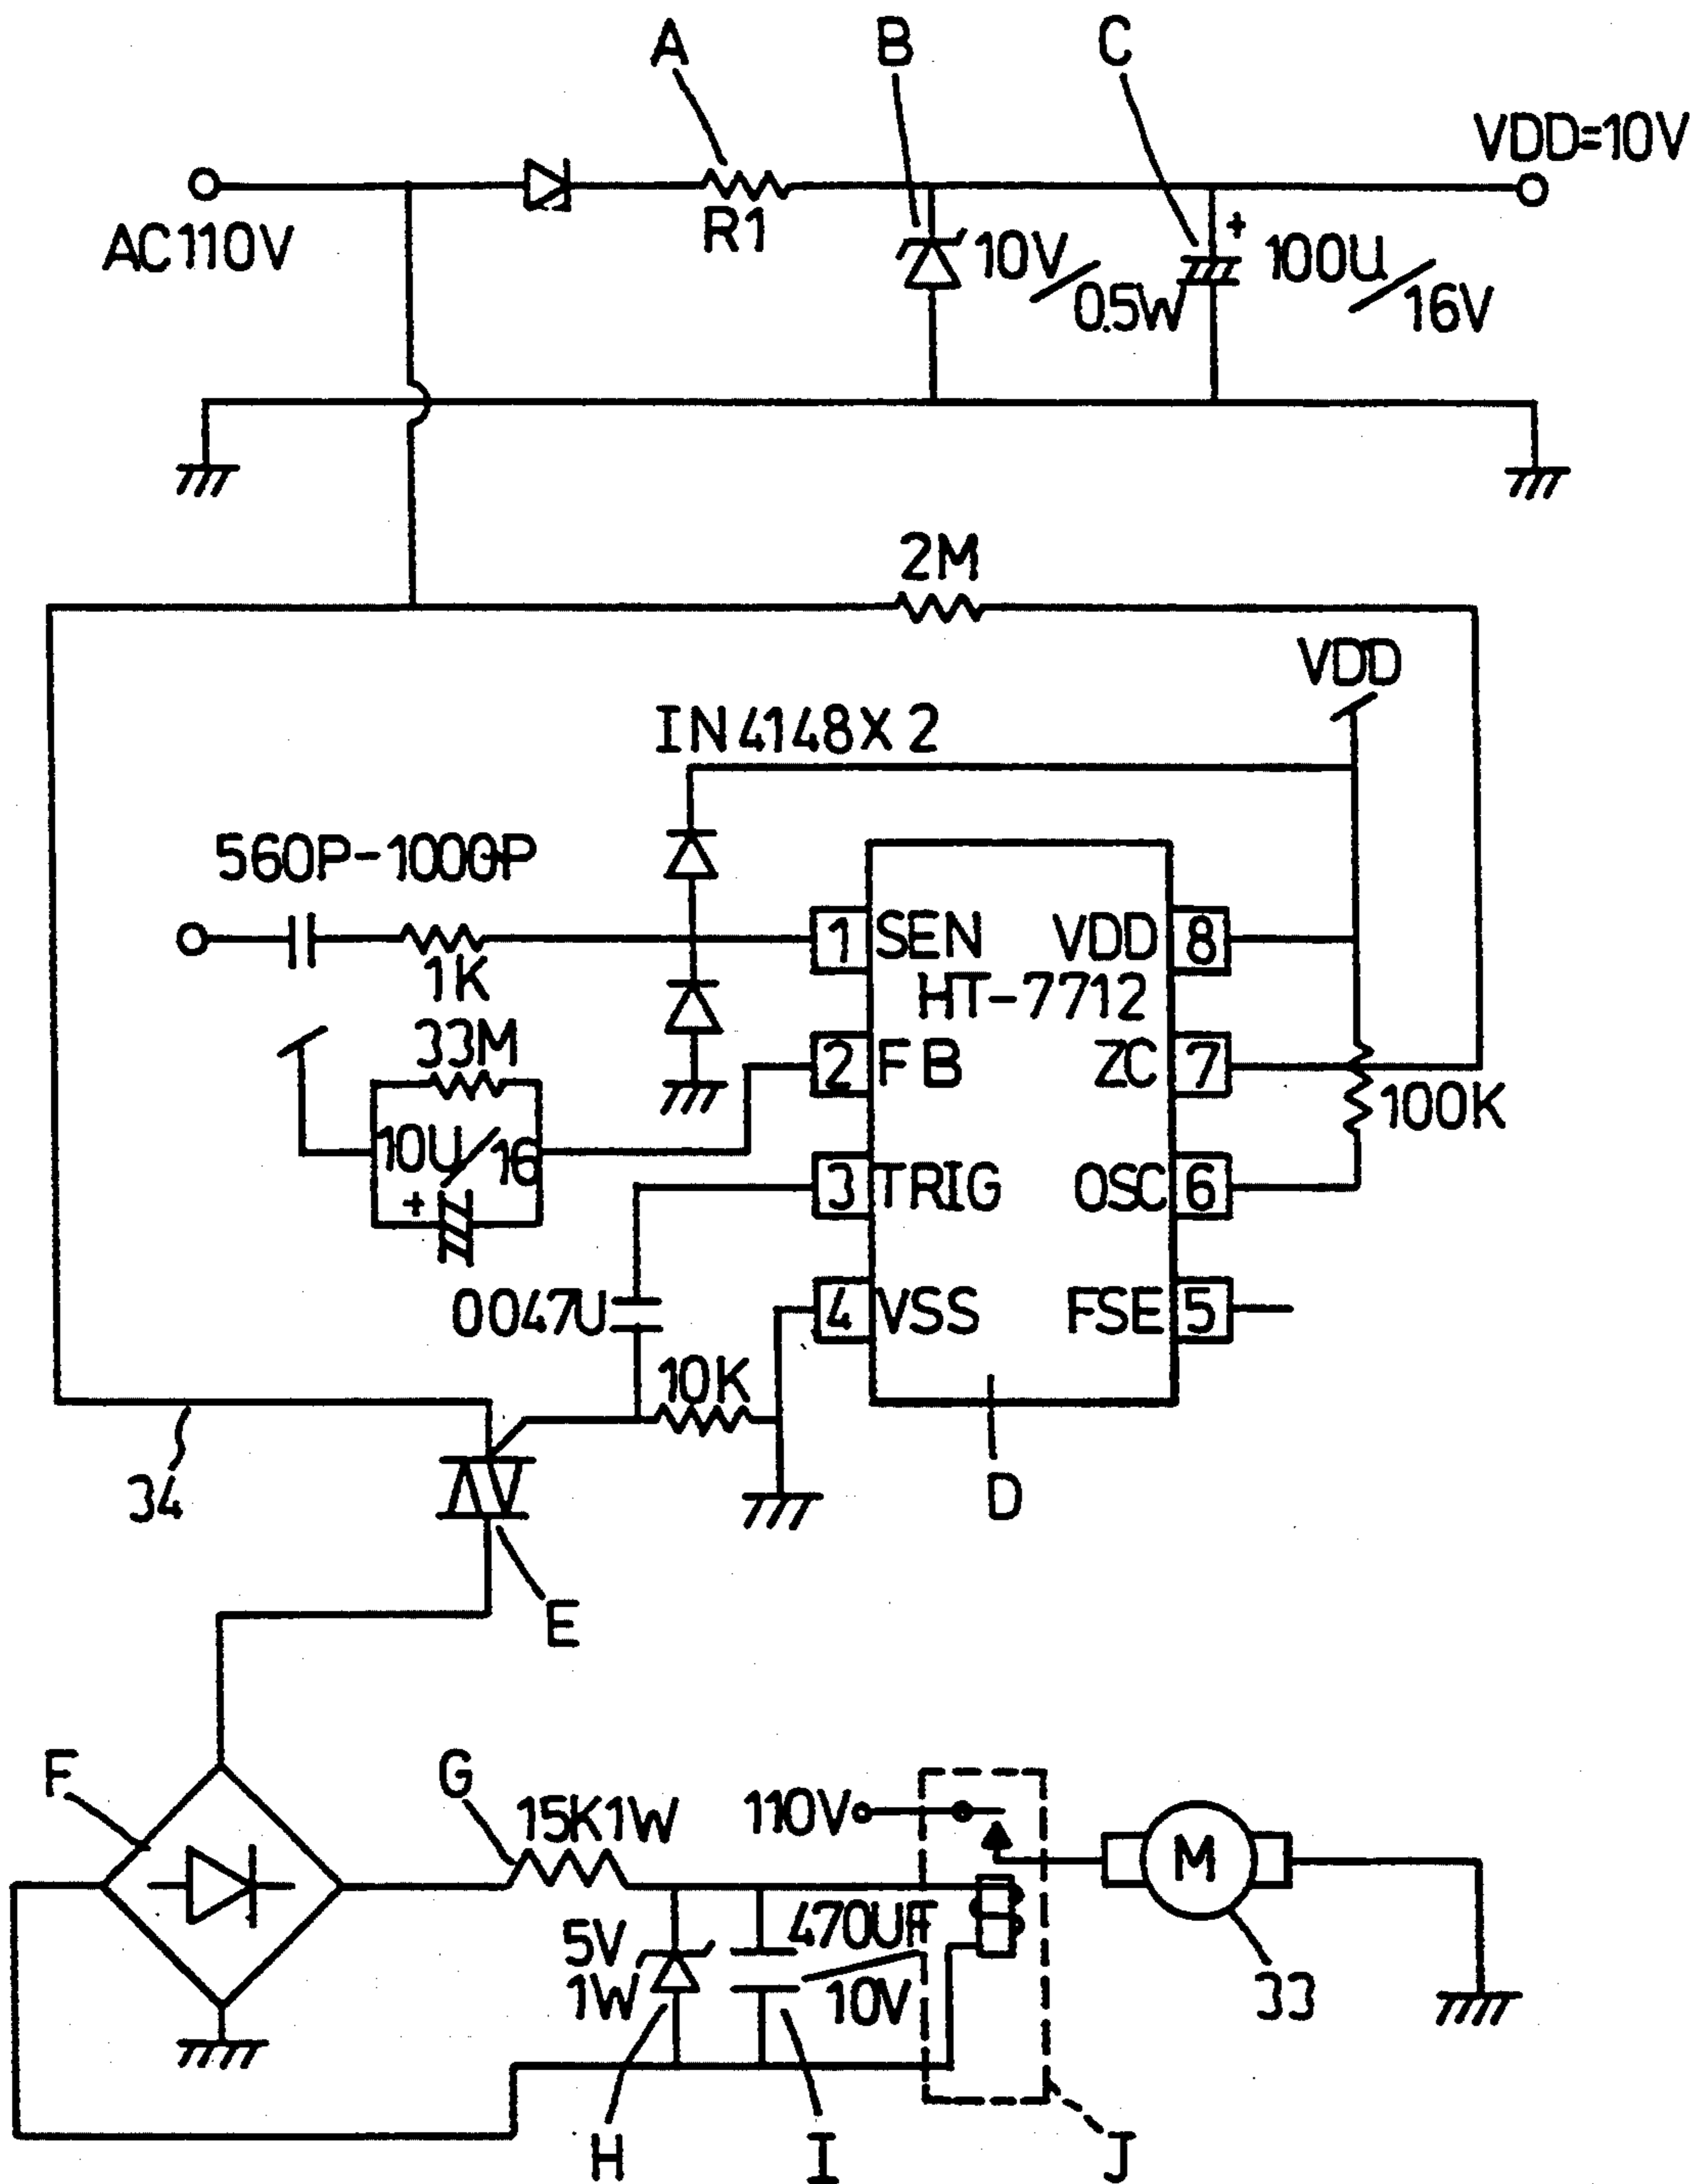 A
B
C
VDD=10V
AC110V
R1
10V/0.5W
+
100U/16V
2M
VDD
IN4148X2
560P-1000P
1K
33M
10U/16
+
1 SEN
VDD 8
HT-7712
2 FB
ZC 7
100K
3 TRIG
OSC 6
4 VSS
FSE 5
0047U
10K
34
D
E
F
G
15K1W
110V
M
5V
1W
470UF/10V
33
H
I
J